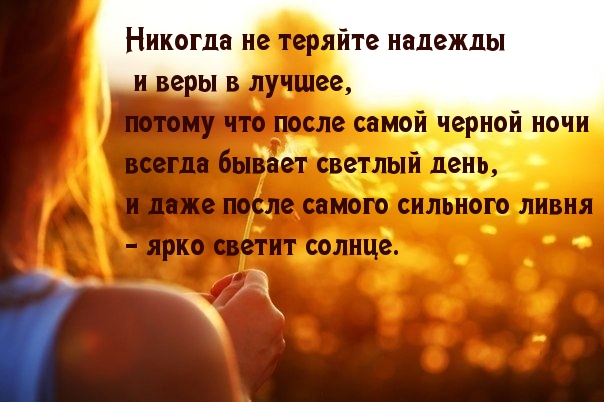 Никогда не теряйте надежды
и веры в лучшее,
потому что после самой черной ночи
всегда бывает светлый день,
и даже после самого сильного ливня
- ярко светит солнце.